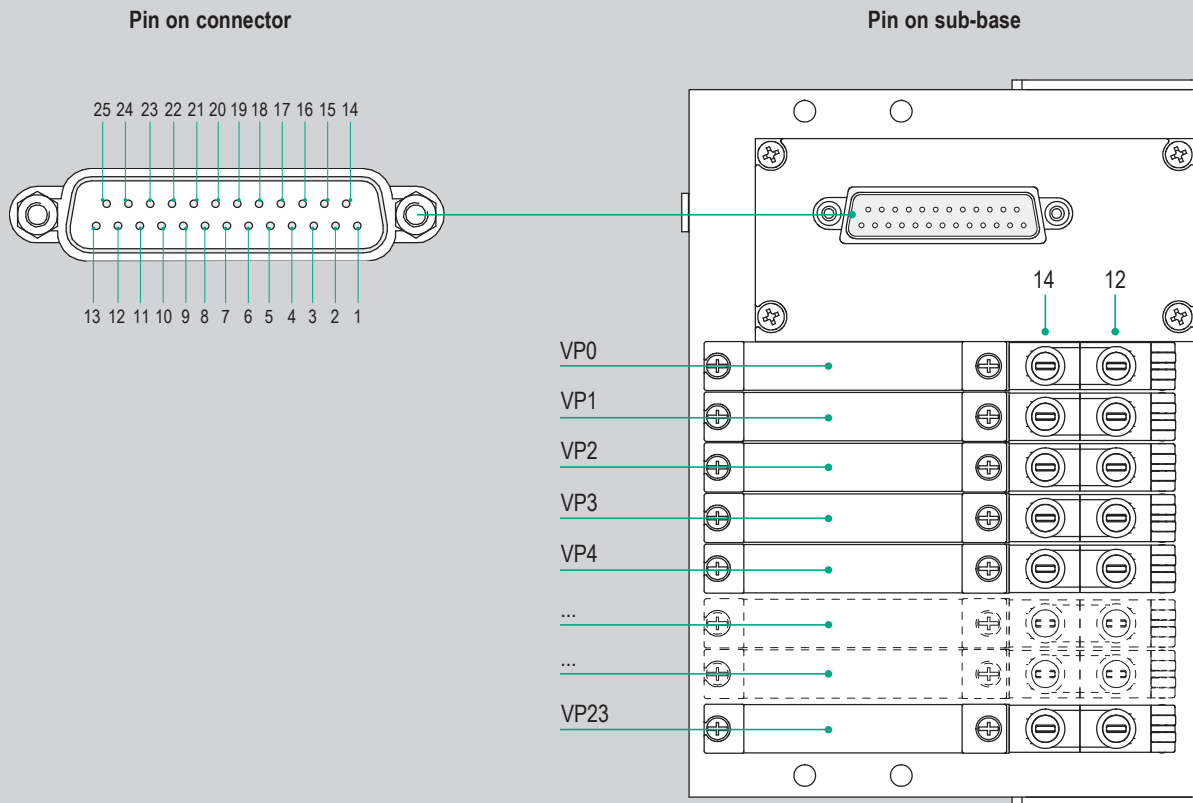 Pin on connector
Pin on sub-base
25 24 23 22 21 20 19 18 17 16 15 14
13 12 11 10 9 8 7 6 5 4 3 2 1
14 12
VP0
VP1
VP2
VP3
VP4
...
...
VP23